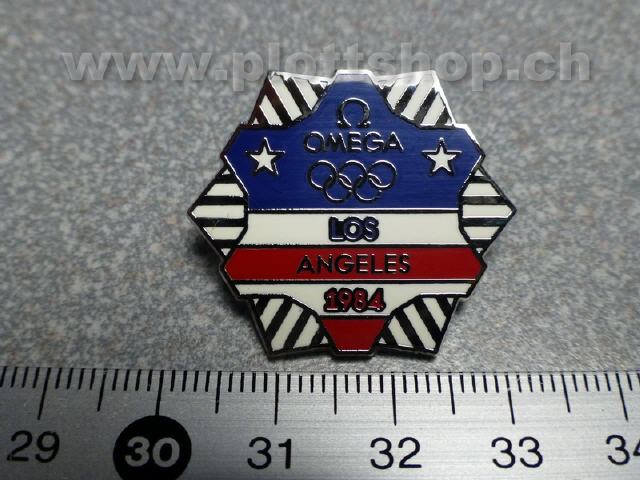 www.plottshop.ch
Ω
OMEGA
LOS
ANGELES
1984
29 30 31 32 33 34